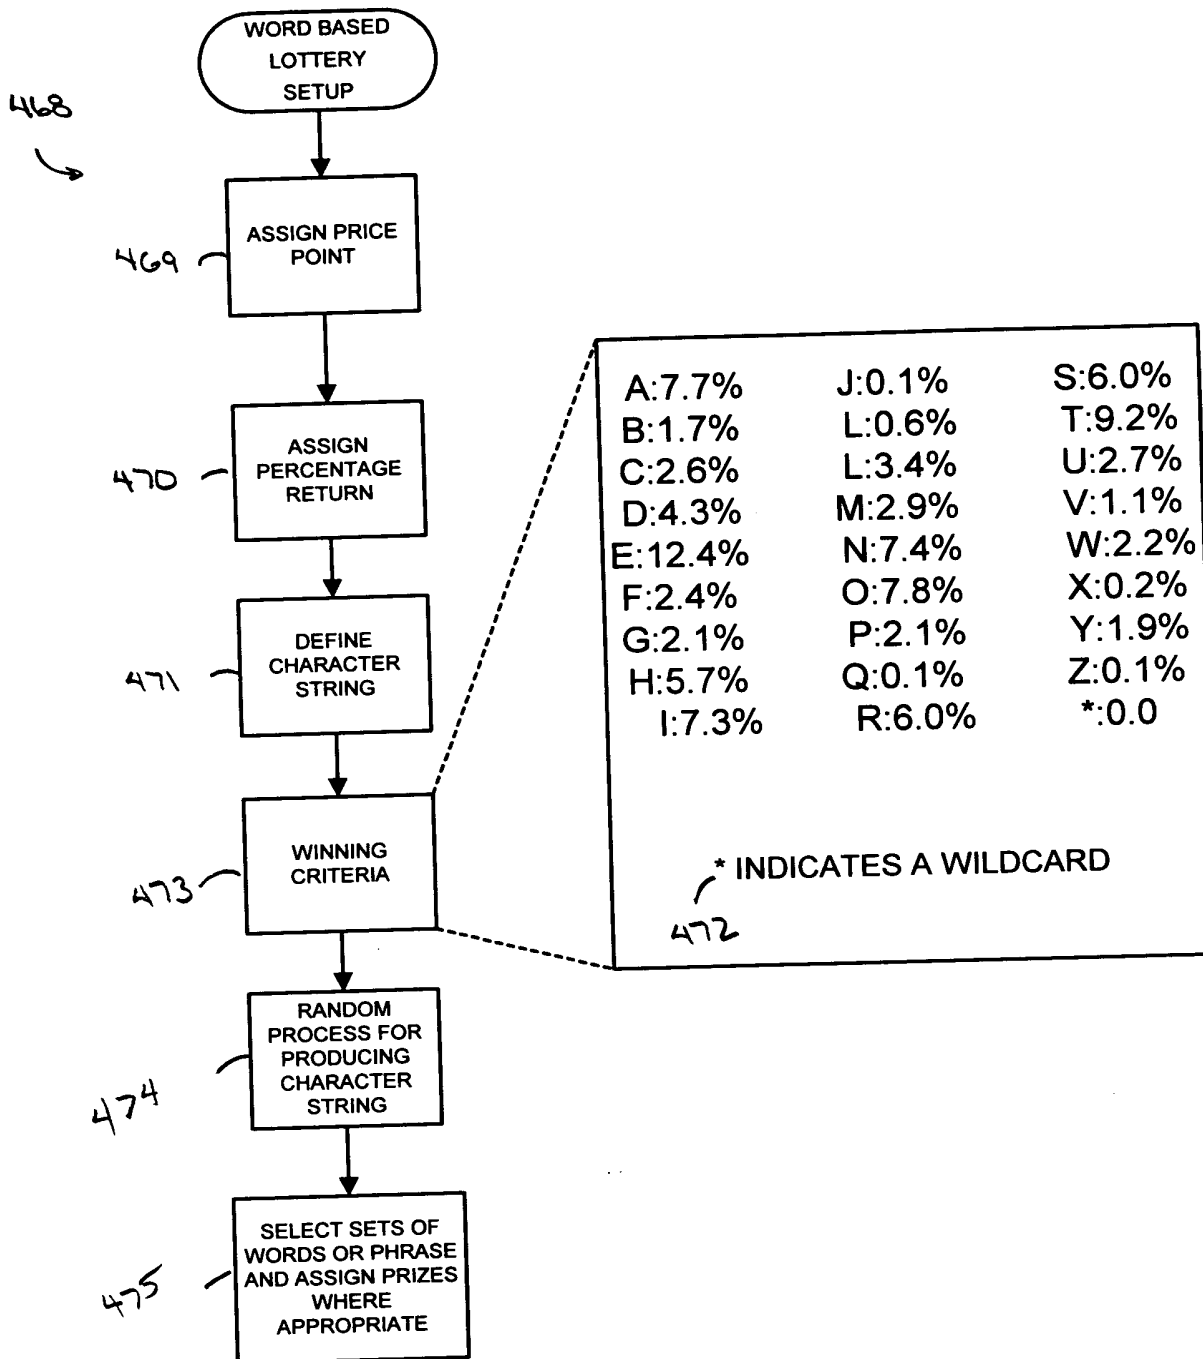 WORD BASED
LOTTERY
SETUP
468
ASSIGN PRICE
POINT
469
ASSIGN
PERCENTAGE
RETURN
470
DEFINE
CHARACTER
STRING
471
WINNING
CRITERIA
473
A:7.7% J:0.1% S:6.0%
B:1.7% L:0.6% T:9.2%
C:2.6% L:3.4% U:2.7%
D:4.3% M:2.9% V:1.1%
E:12.4% N:7.4% W:2.2%
F:2.4% O:7.8% X:0.2%
G:2.1% P:2.1% Y:1.9%
H:5.7% Q:0.1% Z:0.1%
I:7.3% R:6.0% *:0.0
* INDICATES A WILDCARD
472
RANDOM
PROCESS FOR
PRODUCING
CHARACTER
STRING
474
SELECT SETS OF
WORDS OR PHRASE
AND ASSIGN PRIZES
WHERE
APPROPRIATE
475